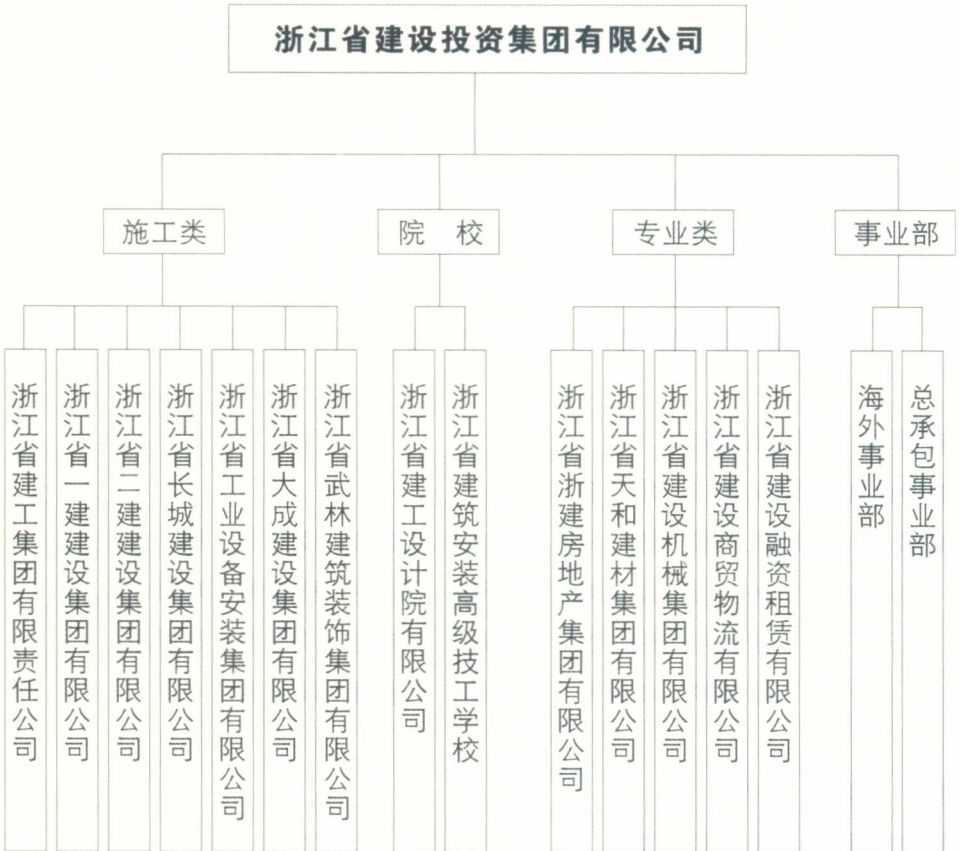 浙江省建设投资集团有限公司
施工类
院 校
专业类
事业部
浙江省建工集团有限责任公司
浙江省一建建设集团有限公司
浙江省二建建设集团有限公司
浙江省长城建设集团有限公司
浙江省工业设备安装集团有限公司
浙江省大成建设集团有限公司
浙江省武林建筑装饰集团有限公司
浙江省建工设计院有限公司
浙江省建筑安装高级技工学校
浙江省浙建房地产集团有限公司
浙江省天和建材集团有限公司
浙江省建设机械集团有限公司
浙江省建设商贸物流有限公司
浙江省建设融资租赁有限公司
海外事业部
总承包事业部